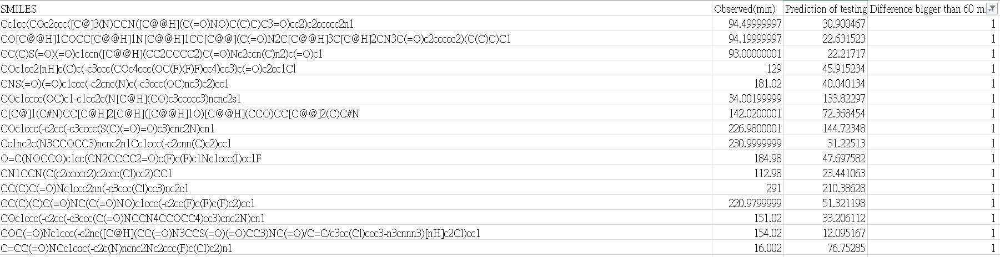 SMILES Observed(min) Prediction of testing Difference bigger than 60 m
Cc1cc(COc2ccc([C@]3(N)CCN([C@@H](C(=O)NO)C(C)C)C3=O)cc2)c2ccccc2n1 94.49999997 30.900467 1
CO[C@@H]1COCC[C@@H]1N[C@@H]1CC[C@@](C(=O)N2C[C@@H]3C[C@H]2CN3C(=O)c2ccccc2)(C(C)C)C1 94.19999997 22.631523 1
CC(C)S(=O)(=O)c1ccn([C@@H](CC2CCCC2)C(=O)Nc2ccn(C)n2)c(=O)c1 93.00000001 22.21717 1
COc1cc2[nH]c(C)c(-c3ccc(COc4ccc(OC(F)(F)F)cc4)cc3)c(=O)c2cc1Cl 129 45.915234 1
CNS(=O)(=O)c1ccc(-c2cnc(N)c(-c3ccc(OC)nc3)c2)cc1 181.02 40.040134 1
COc1cccc(OC)c1-c1cc2c(N[C@H](CO)c3ccccc3)ncnc2s1 34.00199999 133.82297 1
C[C@]1(C#N)CC[C@H]2[C@H]([C@@H]1O)[C@@H](CCO)CC[C@@]2(C)C#N 142.0200001 72.368454 1
COc1ccc(-c2cc(-c3cccc(S(C)(=O)=O)c3)cnc2N)cn1 226.9800001 144.72348 1
Cc1nc2c(N3CCOCC3)ncnc2n1Cc1ccc(-c2cnn(C)c2)cc1 230.9999999 31.22513 1
O=C(NOCCO)c1cc(CN2CCCC2=O)c(F)c(F)c1Nc1ccc(I)cc1F 184.98 47.697582 1
CN1CCN(C(c2ccccc2)c2ccc(Cl)cc2)CC1 112.98 23.441063 1
CC(C)C(=O)Nc1ccc2nn(-c3ccc(Cl)cc3)nc2c1 291 210.38628 1
CC(C)(C)C(=O)NC(C(=O)NO)c1ccc(-c2cc(F)c(F)c(F)c2)cc1 220.9799999 51.321198 1
COc1ccc(-c2cc(-c3ccc(C(=O)NCCN4CCOCC4)cc3)cnc2N)cn1 151.02 33.206112 1
COC(=O)Nc1ccc(-c2nc([C@H](CC(=O)N3CCS(=O)(=O)CC3)NC(=O)/C=C/c3cc(Cl)ccc3-n3cnnn3)[nH]c2Cl)cc1 154.02 12.095167 1
C=CC(=O)NCc1coc(-c2c(N)ncnc2Nc2ccc(F)c(Cl)c2)n1 16.002 76.75285 1